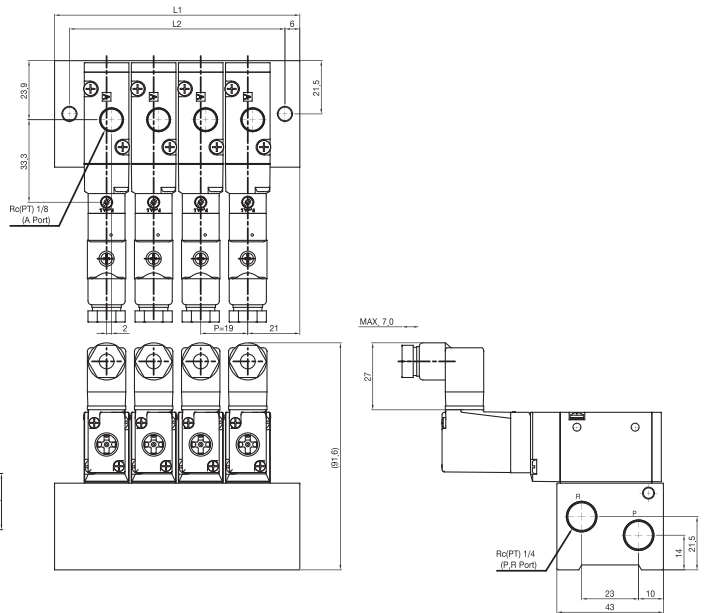 L1
L2
6
23,9
21,5
33,3
A
A
A
A
Rc(PT) 1/8
(A Port)
2
P=19
21
MAX. 7,0
27
(91,6)
R
P
Rc(PT) 1/4
(P,R Port)
14
21,5
23
10
43